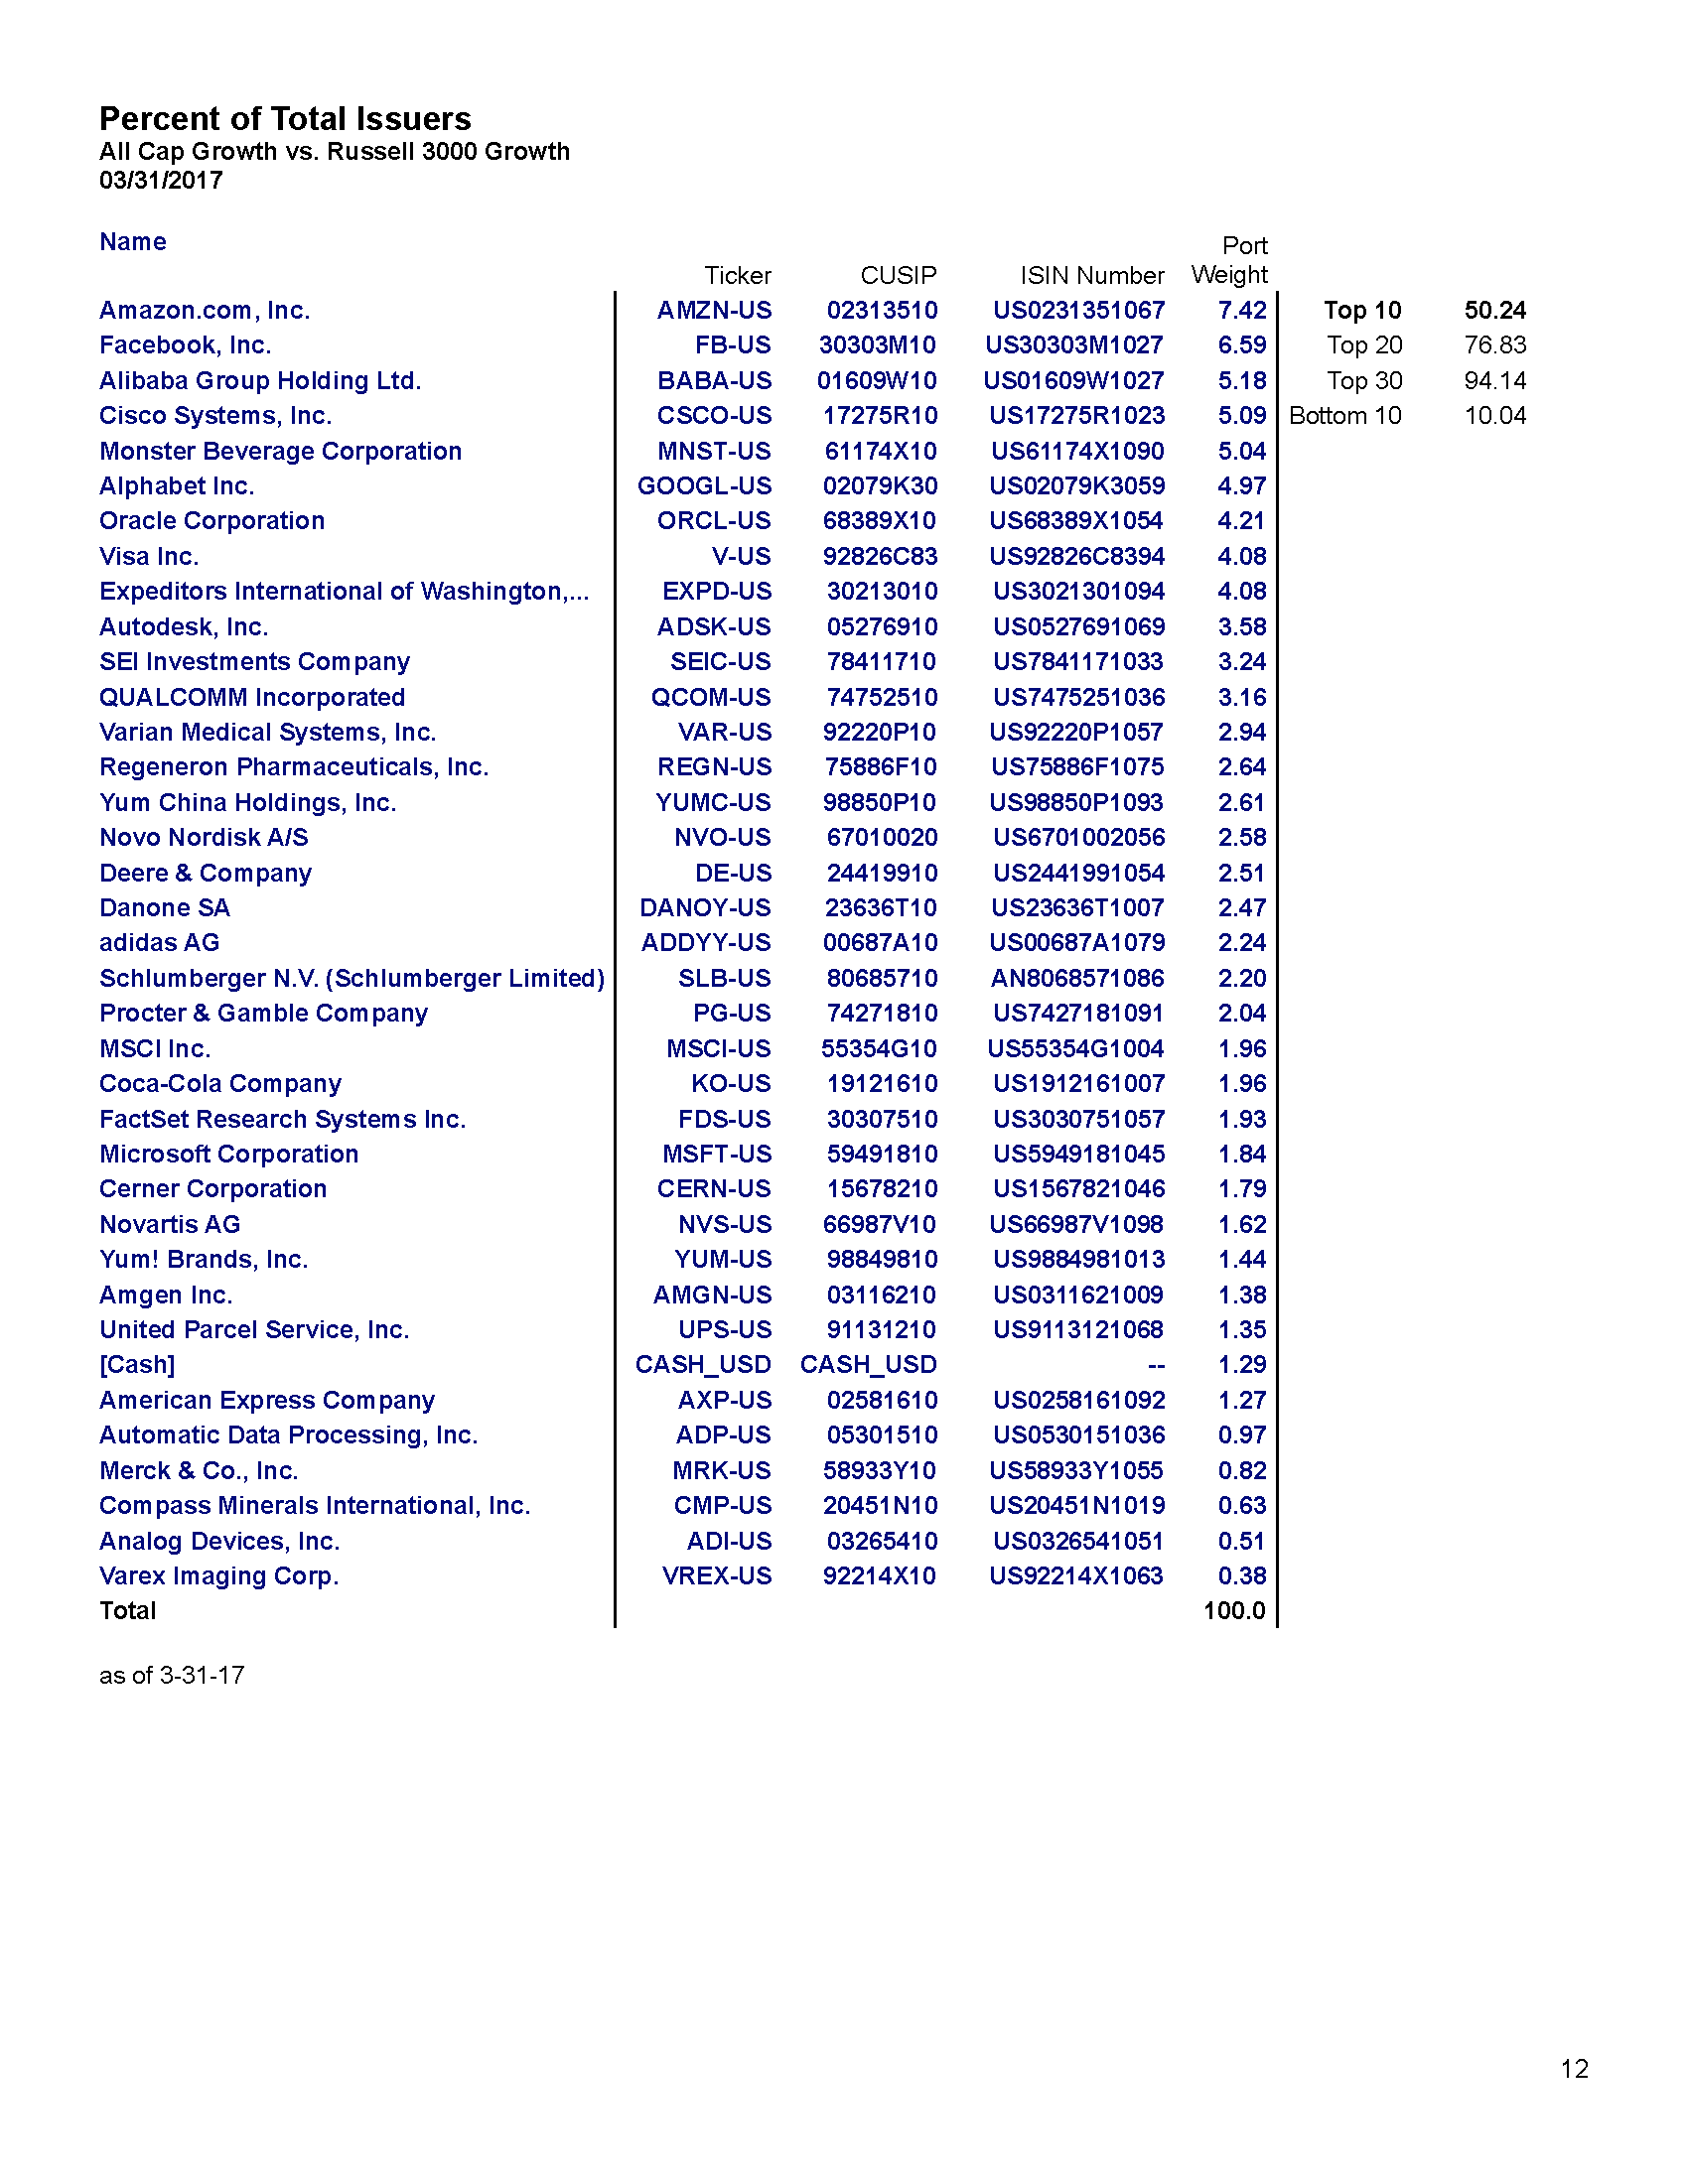 Percent of Total Issuers
All Cap Growth vs. Russell 3000 Growth
03/31/2017
Name Ticker CUSIP ISIN Number Port Weight
Amazon.com, Inc. AMZN-US 02313510 US0231351067 7.42 Top 10 50.24
Facebook, Inc. FB-US 30303M10 US30303M1027 6.59 Top 20 76.83
Alibaba Group Holding Ltd. BABA-US 01609W10 US01609W1027 5.18 Top 30 94.14
Cisco Systems, Inc. CSCO-US 17275R10 US17275R1023 5.09 Bottom 10 10.04
Monster Beverage Corporation MNST-US 61174X10 US61174X1090 5.04
Alphabet Inc. GOOGL-US 02079K30 US02079K3059 4.97
Oracle Corporation ORCL-US 68389X10 US68389X1054 4.21
Visa Inc. V-US 92826C83 US92826C8394 4.08
Expeditors International of Washington,... EXPD-US 30213010 US3021301094 4.08
Autodesk, Inc. ADSK-US 05276910 US0527691069 3.58
SEI Investments Company SEIC-US 78411710 US7841171033 3.24
QUALCOMM Incorporated QCOM-US 74752510 US7475251036 3.16
Varian Medical Systems, Inc. VAR-US 92220P10 US92220P1057 2.94
Regeneron Pharmaceuticals, Inc. REGN-US 75886F10 US75886F1075 2.64
Yum China Holdings, Inc. YUMC-US 98850P10 US98850P1093 2.61
Novo Nordisk A/S NVO-US 67010020 US6701002056 2.58
Deere & Company DE-US 24419910 US2441991054 2.51
Danone SA DANOY-US 23636T10 US23636T1007 2.47
adidas AG ADDYY-US 00687A10 US00687A1079 2.24
Schlumberger N.V. (Schlumberger Limited) SLB-US 80685710 AN8068571086 2.20
Procter & Gamble Company PG-US 74271810 US7427181091 2.04
MSCI Inc. MSCI-US 55354G10 US55354G1004 1.96
Coca-Cola Company KO-US 19121610 US1912161007 1.96
FactSet Research Systems Inc. FDS-US 30307510 US3030751057 1.93
Microsoft Corporation MSFT-US 59491810 US5949181045 1.84
Cerner Corporation CERN-US 15678210 US1567821046 1.79
Novartis AG NVS-US 66987V10 US66987V1098 1.62
Yum! Brands, Inc. YUM-US 98849810 US9884981013 1.44
Amgen Inc. AMGN-US 03116210 US0311621009 1.38
United Parcel Service, Inc. UPS-US 91131210 US9113121068 1.35
[Cash] CASH_USD CASH_USD -- 1.29
American Express Company AXP-US 02581610 US0258161092 1.27
Automatic Data Processing, Inc. ADP-US 05301510 US0530151036 0.97
Merck & Co., Inc. MRK-US 58933Y10 US58933Y1055 0.82
Compass Minerals International, Inc. CMP-US 20451N10 US20451N1019 0.63
Analog Devices, Inc. ADI-US 03265410 US0326541051 0.51
Varex Imaging Corp. VREX-US 92214X10 US92214X1063 0.38
Total 100.0
as of 3-31-17
12